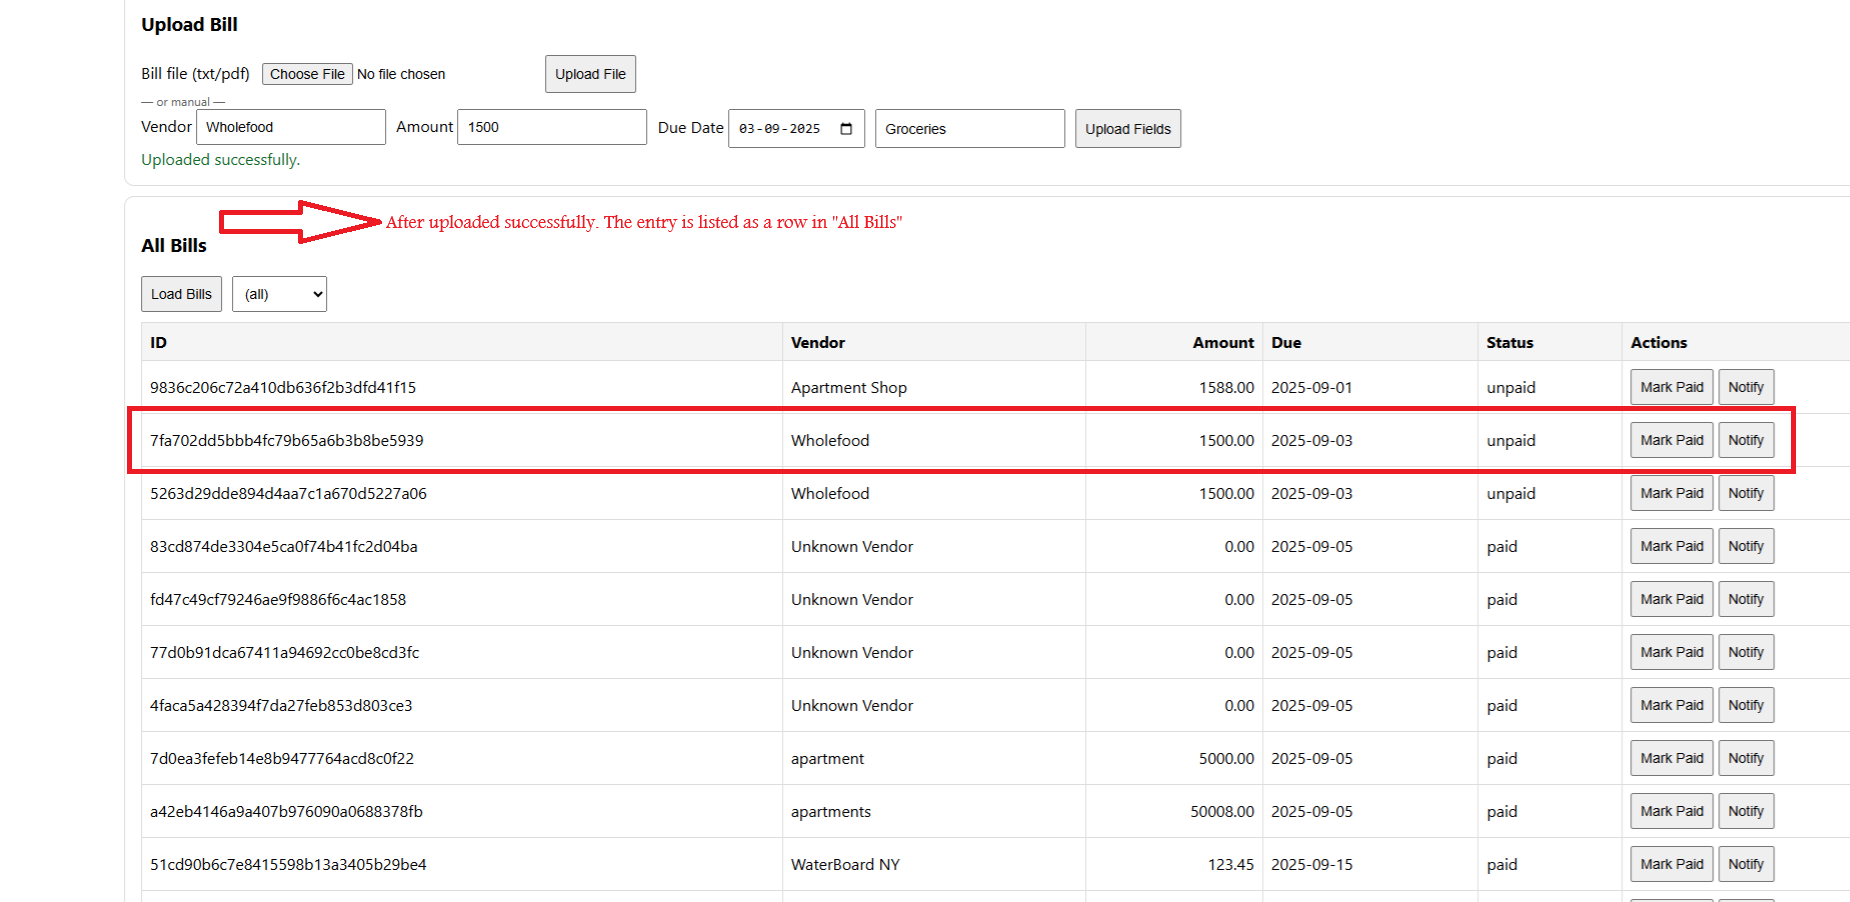 Upload Bill
Bill file (txt/pdf) Choose File No file chosen Upload File
— or manual —
Vendor Wholefood Amount 1500 Due Date 03-09-2025 Groceries Upload Fields
Uploaded successfully.
After uploaded successfully. The entry is listed as a row in "All Bills"
All Bills
Load Bills (all)
ID Vendor Amount Due Status Actions
9836c206c72a410db636f2b3dfd41f15 Apartment Shop 1588.00 2025-09-01 unpaid Mark Paid Notify
7fa702dd5bbb4fc79b65a6b3b8be5939 Wholefood 1500.00 2025-09-03 unpaid Mark Paid Notify
5263d29dde894d4aa7c1a670d5227a06 Wholefood 1500.00 2025-09-03 unpaid Mark Paid Notify
83cd874de3304e5ca0f74b41fc2d04ba Unknown Vendor 0.00 2025-09-05 paid Mark Paid Notify
fd47c49cf79246ae9f9886f6c4ac1858 Unknown Vendor 0.00 2025-09-05 paid Mark Paid Notify
77d0b91dca67411a94692cc0be8cd3fc Unknown Vendor 0.00 2025-09-05 paid Mark Paid Notify
4faca5a428394f7da27feb853d803ce3 Unknown Vendor 0.00 2025-09-05 paid Mark Paid Notify
7d0ea3fefeb14e8b9477764acd8c0f22 apartment 5000.00 2025-09-05 paid Mark Paid Notify
a42eb4146a9a407b976090a0688378fb apartments 50008.00 2025-09-05 paid Mark Paid Notify
51cd90b6c7e8415598b13a3405b29be4 WaterBoard NY 123.45 2025-09-15 paid Mark Paid Notify